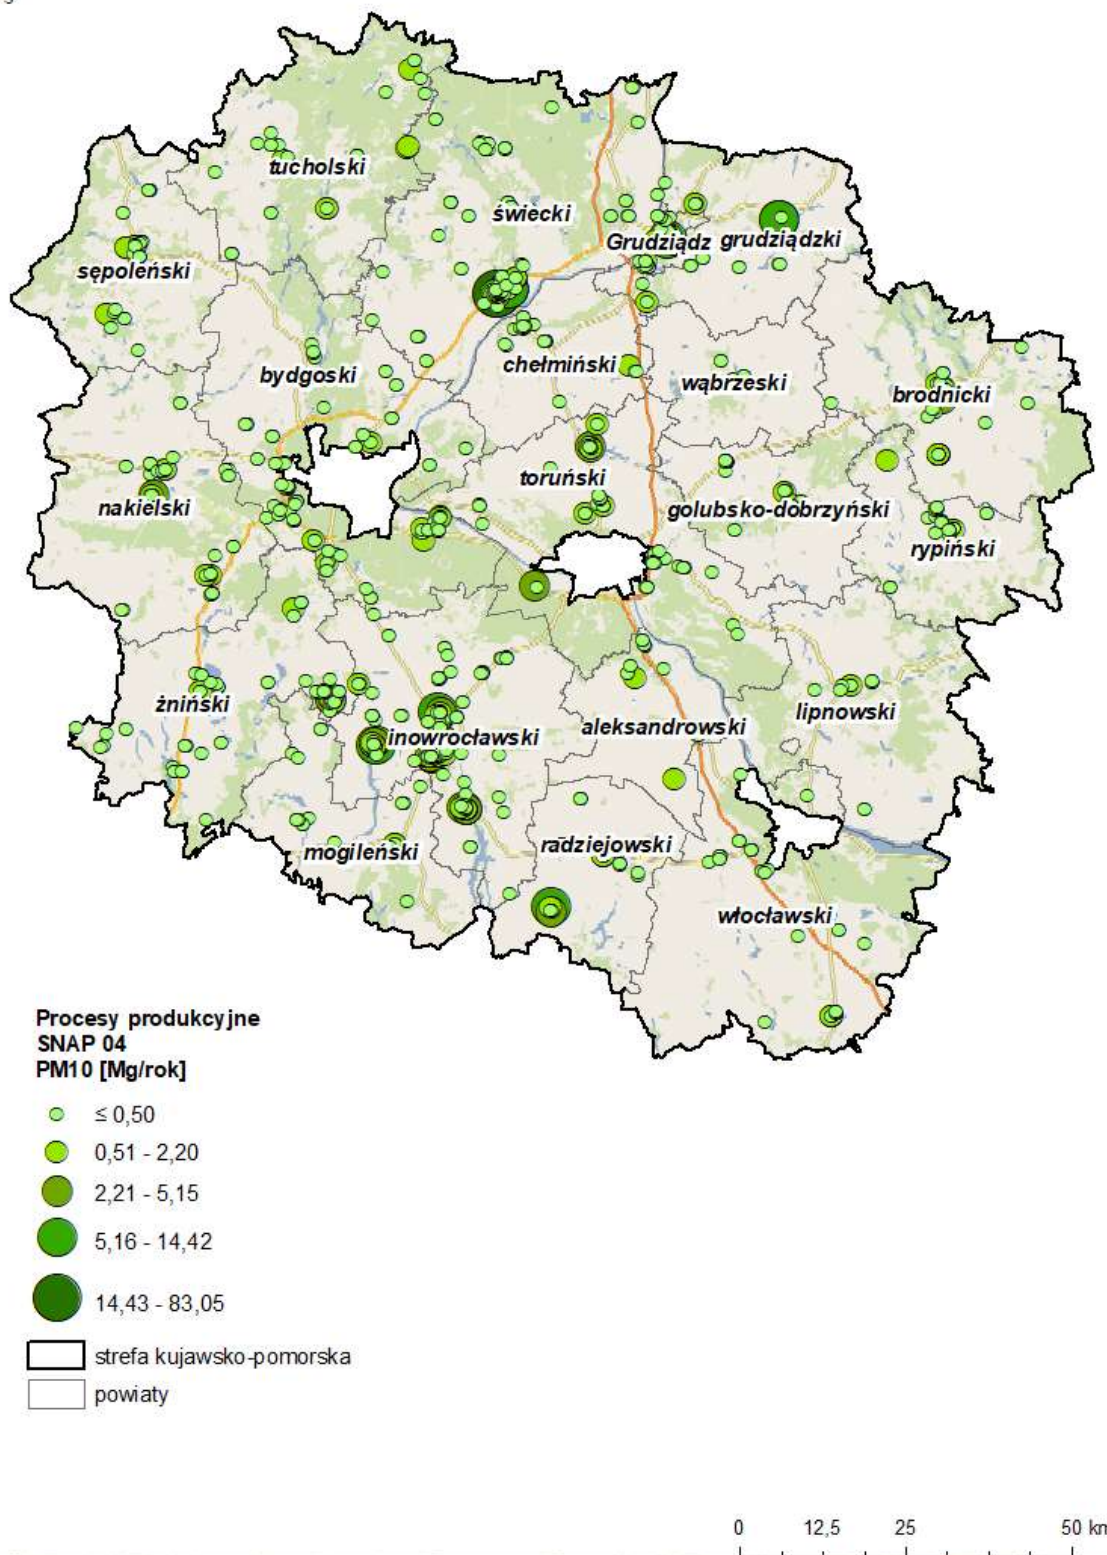 tucholski
świecki
Grudziądz
grudziądzki
sępoleński
bydgoski
chełmiński
wąbrzeski
brodnicki
toruński
nakielski
golubsko-dobrzyński
rypiński
żniński
lipnowski
inowrocławski
aleksandrowski
mogileński
radziejowski
włocławski
Procesy produkcyjne
SNAP 04
PM10 [Mg/rok]
≤ 0,50
0,51 - 2,20
2,21 - 5,15
5,16 - 14,42
14,43 - 83,05
strefa kujawsko-pomorska
powiaty
0 12,5 25 50 km